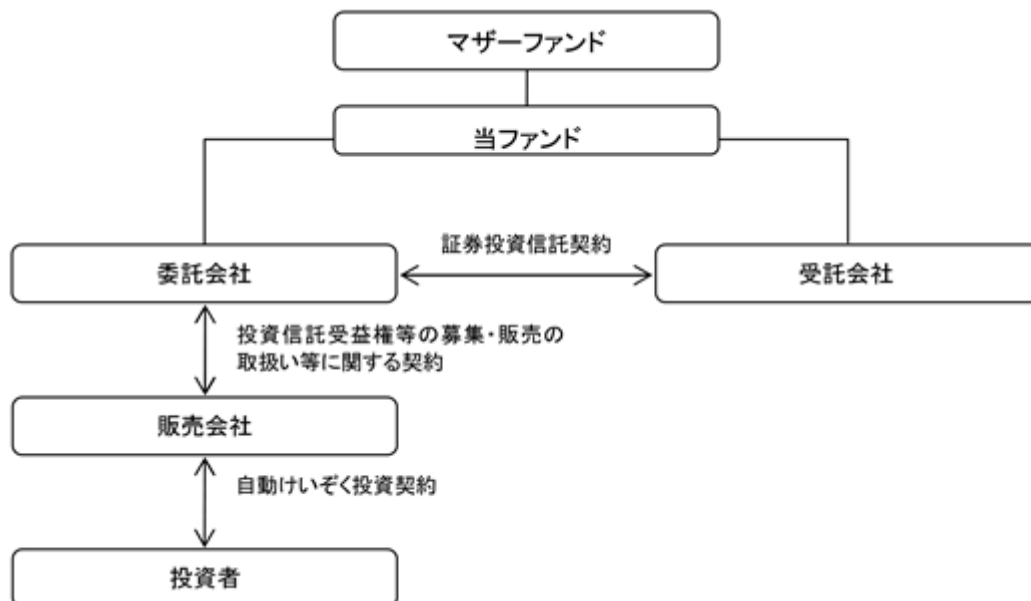 マザーファンド
当ファンド
証券投資信託契約
委託会社
受託会社
投資信託受益権等の募集・販売の
取扱い等に関する契約
販売会社
自動けいぞく投資契約
投資者